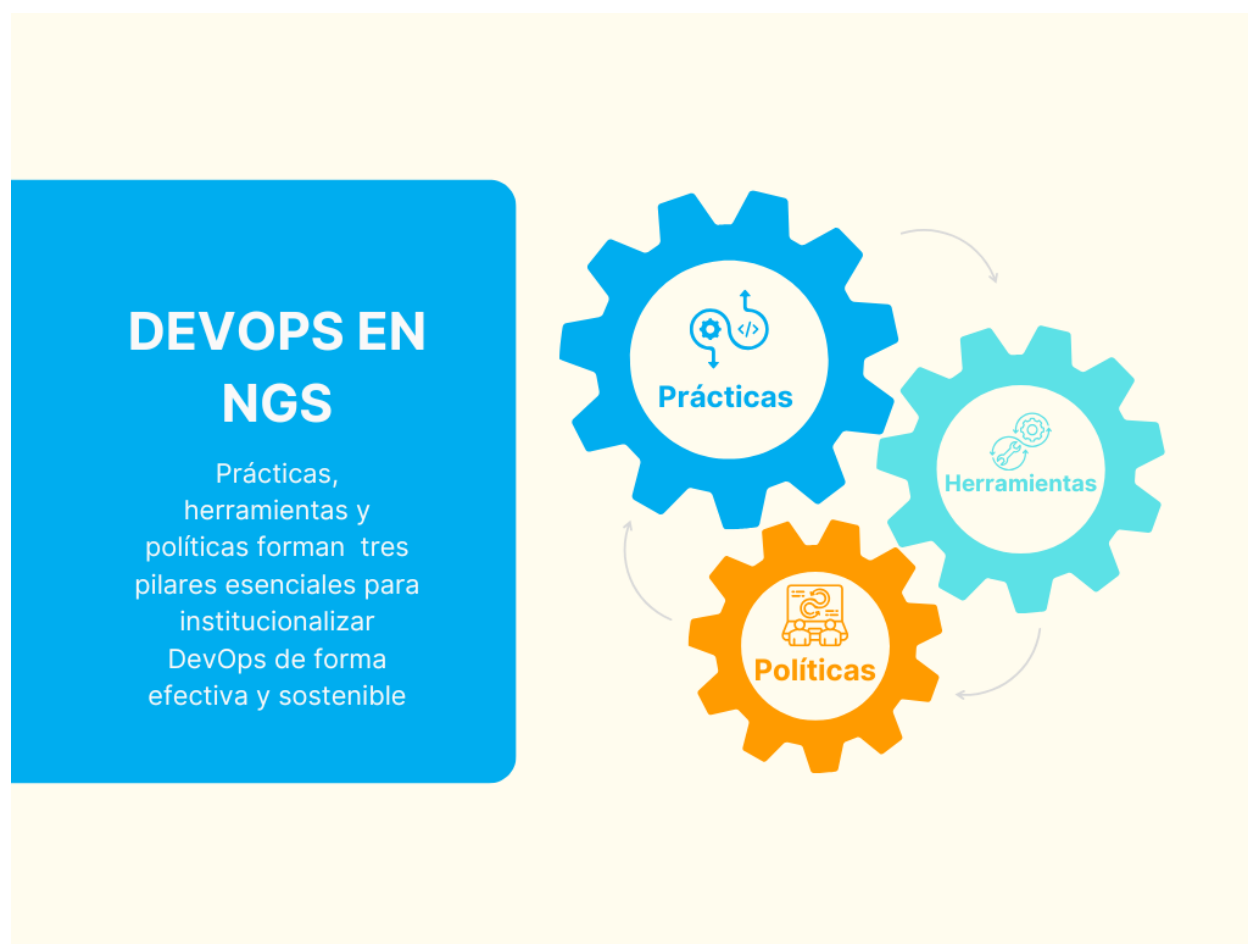 DEVOPS EN
NGS
Prácticas,
herramientas y
políticas forman  tres
pilares esenciales para
institucionalizar
DevOps de forma
efectiva y sostenible
</>
Prácticas
Herramientas
Políticas